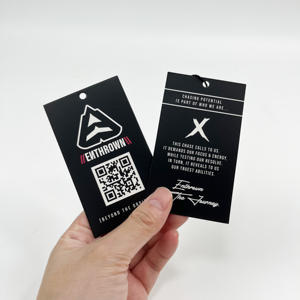 //ENTHROWN\\
CHASING POTENTIAL
IS PART OF WHO WE ARE...
X
THIS CHASE CALLS TO US.
IT DEMANDS OUR FOCUS & ENERGY,
WHILE TESTING OUR RESOLVE.
IN TURN, IT REVEALS TO US
OUR TRUEST ABILITIES.
Enthrown
The Journey